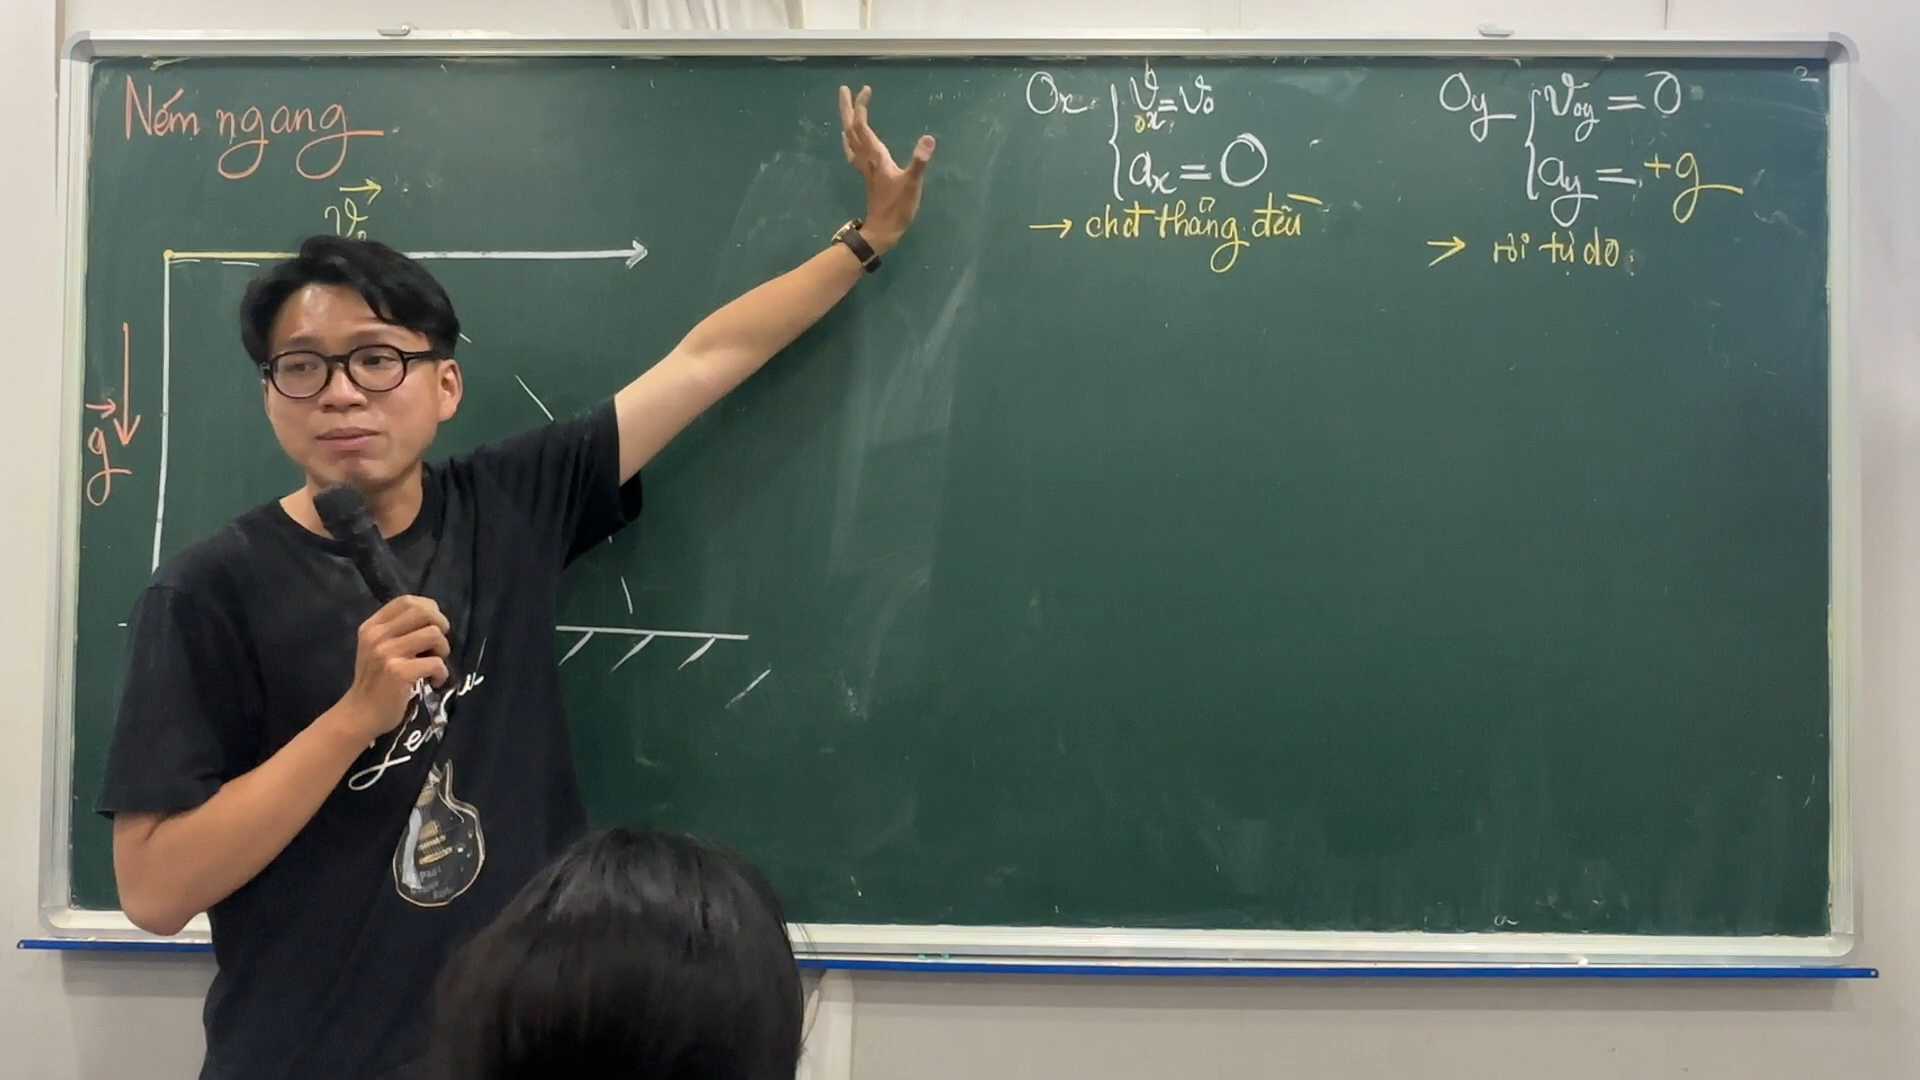 Ném ngang
v₀
g
Ox { v₀ₓ = v₀
aₓ = 0
→ chđ thẳng đều
Oy { v₀y = 0
ay = +g
→ rơi tự do